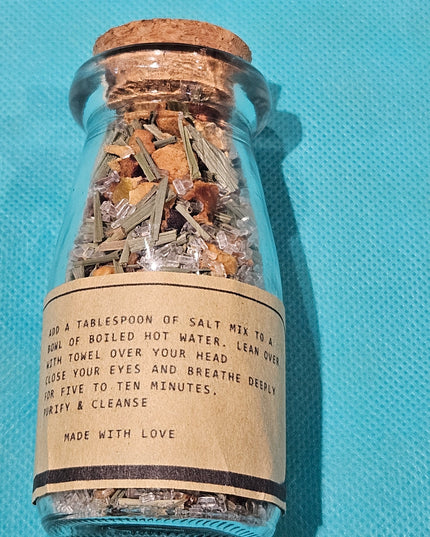 ADD A TABLESPOON OF SALT MIX TO A
BOWL OF BOILED HOT WATER. LEAN OVER
WITH TOWEL OVER YOUR HEAD
CLOSE YOUR EYES AND BREATHE DEEPLY
FOR FIVE TO TEN MINUTES.
PURIFY & CLEANSE
MADE WITH LOVE